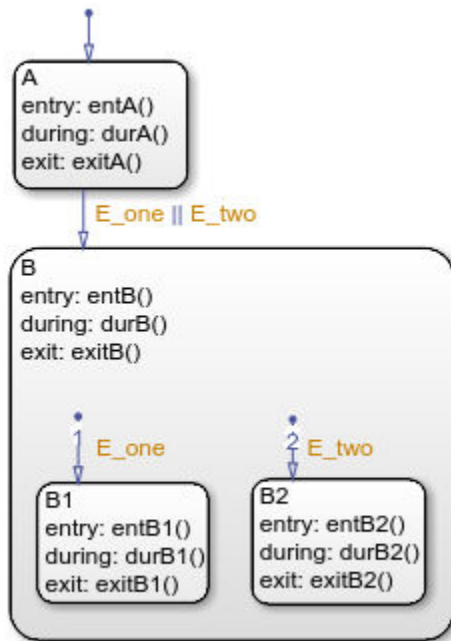 A
entry: entA()
during: durA()
exit: exitA()
E_one || E_two
B
entry: entB()
during: durB()
exit: exitB()
1
E_one
2
E_two
B1
entry: entB1()
during: durB1()
exit: exitB1()
B2
entry: entB2()
during: durB2()
exit: exitB2()